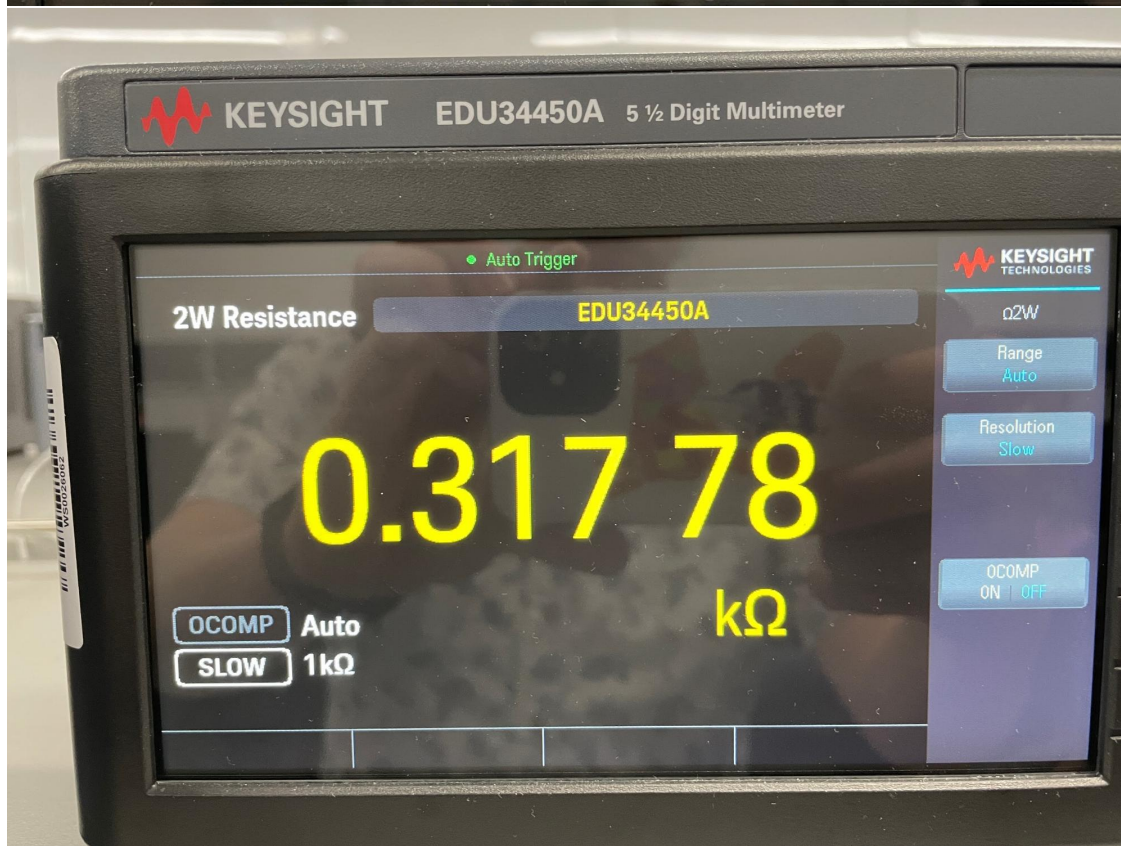 KEYSIGHT EDU34450A 5 ½ Digit Multimeter
Auto Trigger
KEYSIGHT
TECHNOLOGIES
2W Resistance EDU34450A
Ω2W
Range
Auto
Resolution
Slow
0.317 78
kΩ
OCOMP
ON | OFF
OCOMP Auto
SLOW 1kΩ
WS0026062